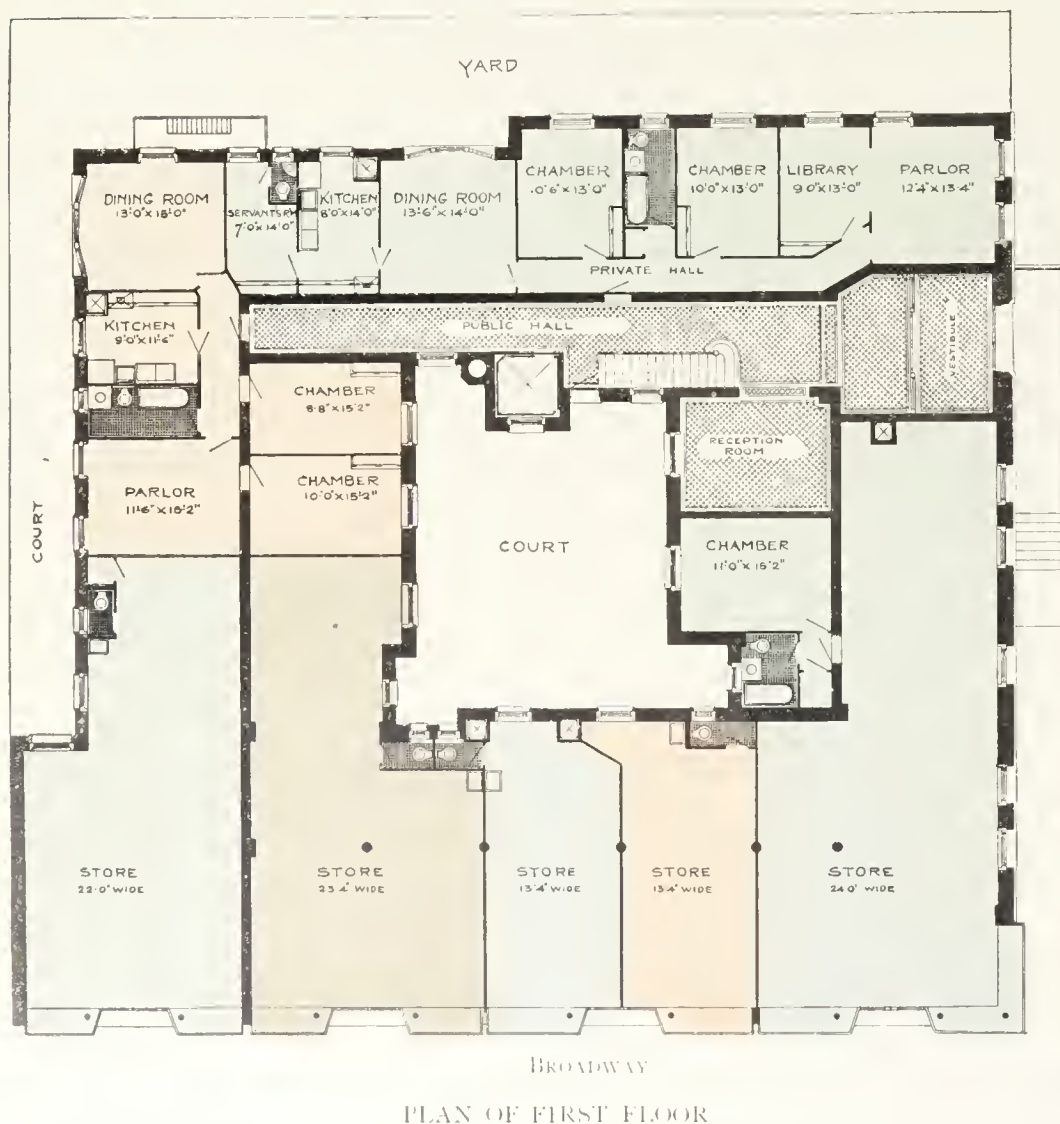 YARD
DINING ROOM
13'0"X15'0"
SERVANTS R'M
7'0"X14'0"
KITCHEN
8'0"X14'0"
DINING ROOM
13'6"X14'0"
CHAMBER
10'6"X13'0"
CHAMBER
10'0"X13'0"
LIBRARY
9'0"X13'0"
PARLOR
12'4"X13'4"
PRIVATE HALL
KITCHEN
9'0"X11'6"
PUBLIC HALL
VESTIBULE
CHAMBER
8'8"X15'2"
RECEPTION
ROOM
CHAMBER
10'0"X15'2"
PARLOR
11'6"X15'2"
COURT
COURT
CHAMBER
11'0"X15'2"
STORE
22'0" WIDE
STORE
23'4" WIDE
STORE
13'4" WIDE
STORE
13'4" WIDE
STORE
24'0" WIDE
BROADWAY
PLAN OF FIRST FLOOR